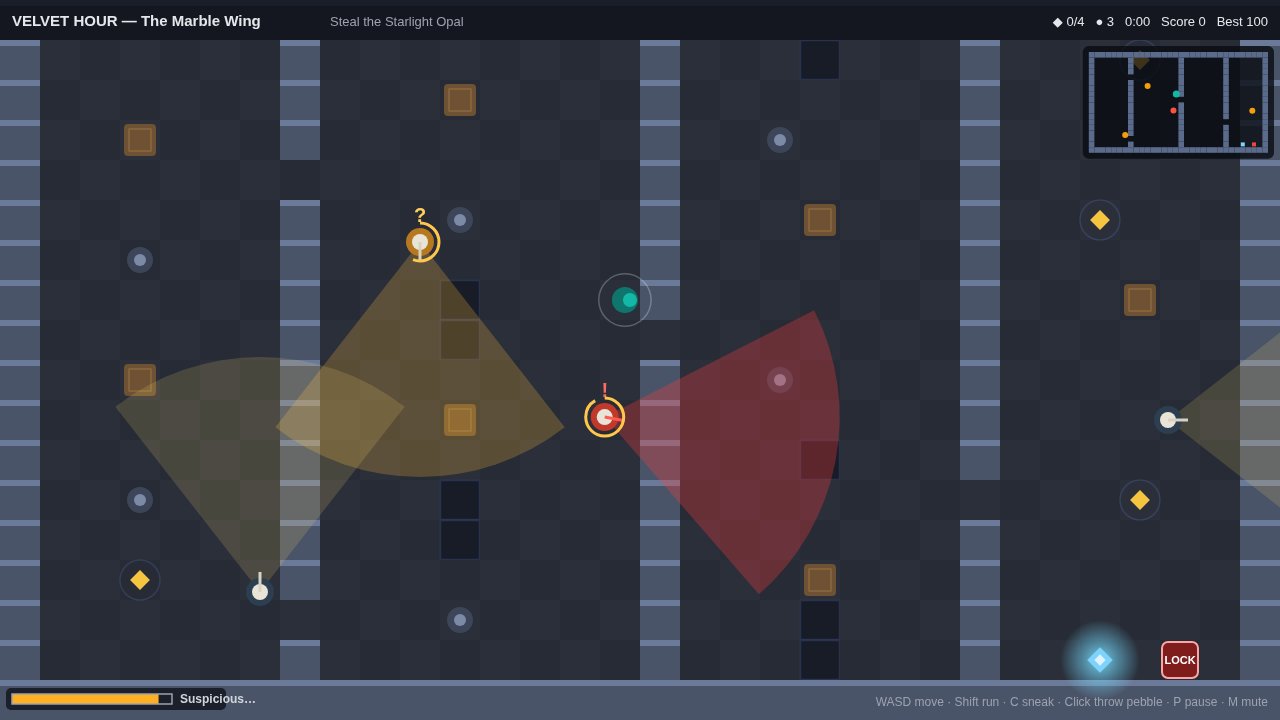 VELVET HOUR — The Marble Wing
Steal the Starlight Opal
◆ 0/4 ● 3 0:00 Score 0 Best 100
?
!
LOCK
Suspicious…
WASD move · Shift run · C sneak · Click throw pebble · P pause · M mute